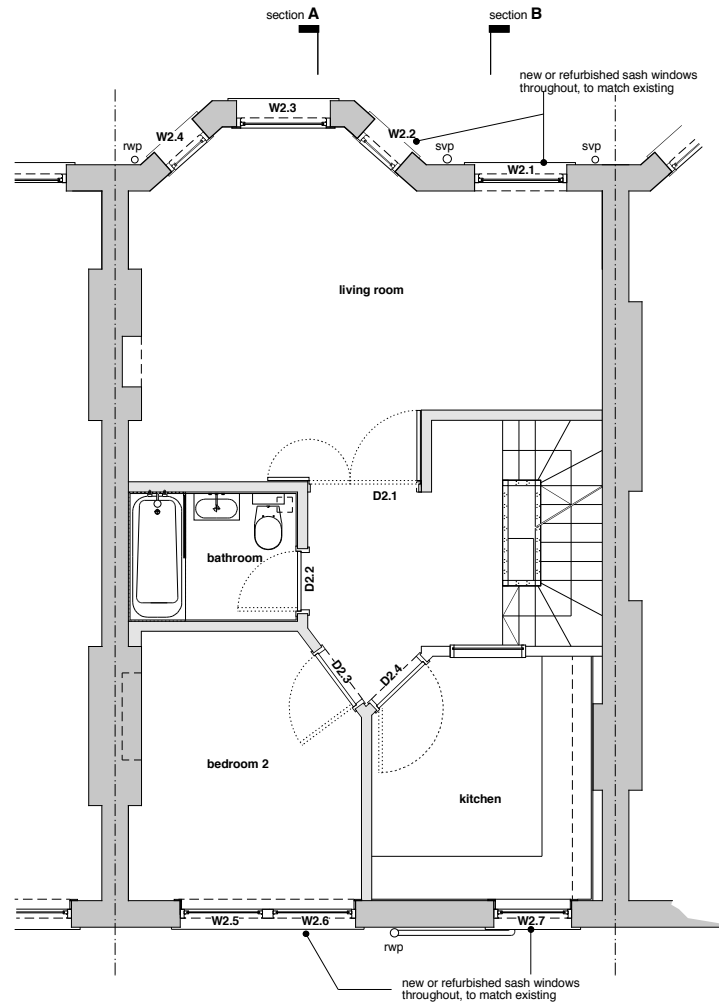 section A
section B
new or refurbished sash windows
throughout, to match existing
W2.3
W2.4
W2.2
rwp
svp
svp
W2.1
living room
D2.1
bathroom
D2.2
D2.3
D2.4
bedroom 2
kitchen
W2.5
W2.6
W2.7
rwp
new or refurbished sash windows
throughout, to match existing